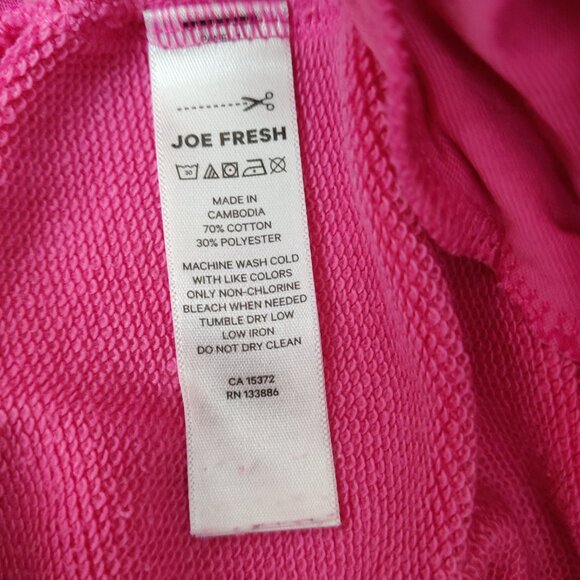 JOE FRESH
30
MADE IN
CAMBODIA
70% COTTON
30% POLYESTER
MACHINE WASH COLD
WITH LIKE COLORS
ONLY NON-CHLORINE
BLEACH WHEN NEEDED
TUMBLE DRY LOW
LOW IRON
DO NOT DRY CLEAN
CA 15372
RN 133886